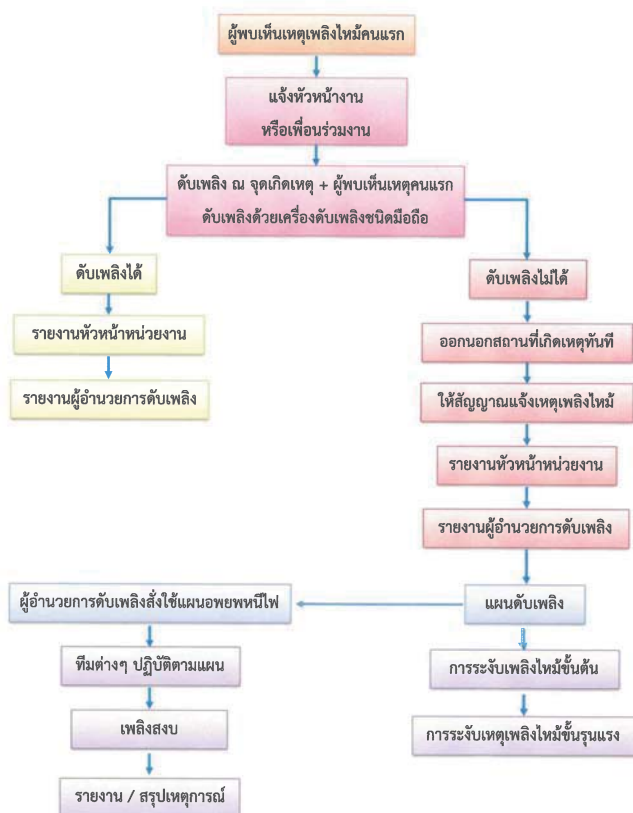 ผู้พบเห็นเหตุเพลิงไหม้คนแรก
แจ้งหัวหน้างาน
หรือเพื่อนร่วมงาน
ดับเพลิง ณ จุดเกิดเหตุ + ผู้พบเห็นเหตุคนแรก
ดับเพลิงด้วยเครื่องดับเพลิงชนิดมือถือ
ดับเพลิงได้
รายงานหัวหน้าหน่วยงาน
รายงานผู้อำนวยการดับเพลิง
ดับเพลิงไม่ได้
ออกนอกสถานที่เกิดเหตุทันที
ให้สัญญาณแจ้งเหตุเพลิงไหม้
รายงานหัวหน้าหน่วยงาน
รายงานผู้อำนวยการดับเพลิง
แผนดับเพลิง
การระงับเพลิงไหม้ขั้นต้น
การระงับเหตุเพลิงไหม้ขั้นรุนแรง
ผู้อำนวยการดับเพลิงสั่งใช้แผนอพยพหนีไฟ
ทีมต่างๆ ปฏิบัติตามแผน
เพลิงสงบ
รายงาน / สรุปเหตุการณ์